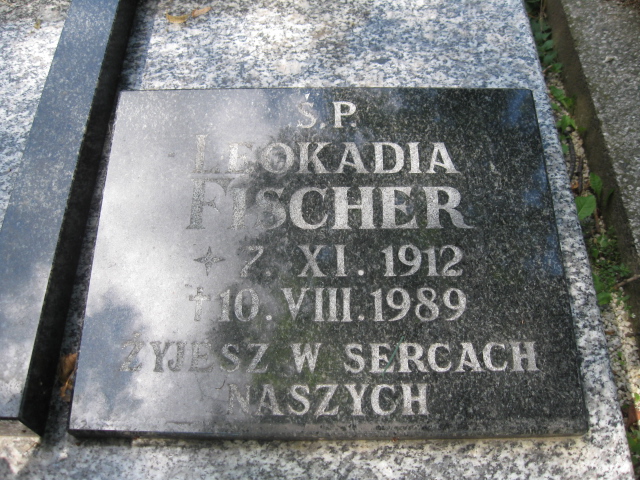 Ś.P.
LEOKADIA
FISCHER
✶ 7. XI. 1912
† 10. VIII. 1989
ŻYJESZ W SERCACH
NASZYCH